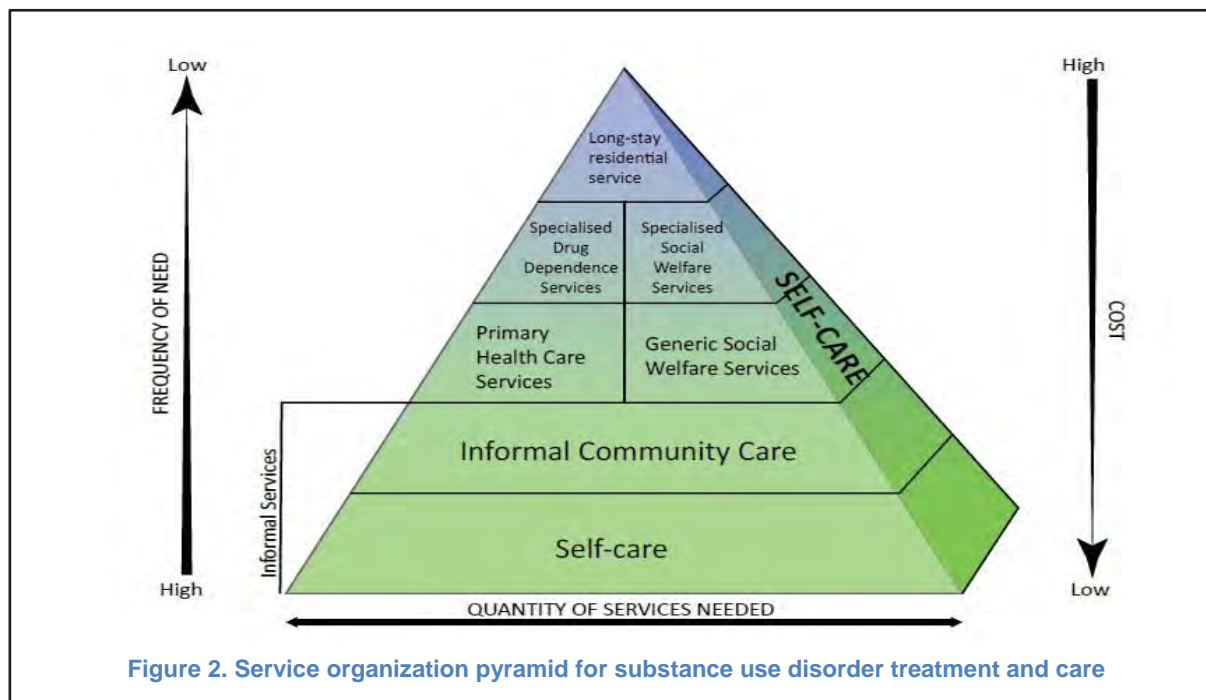 Low
High
Long-stay
residential
service
Specialised
Drug
Dependence
Services
Specialised
Social
Welfare
Services
SELF-CARE
FREQUENCY OF NEED
COST
Primary
Health Care
Services
Generic Social
Welfare Services
Informal Services
Informal Community Care
Self-care
High
Low
QUANTITY OF SERVICES NEEDED
Figure 2. Service organization pyramid for substance use disorder treatment and care